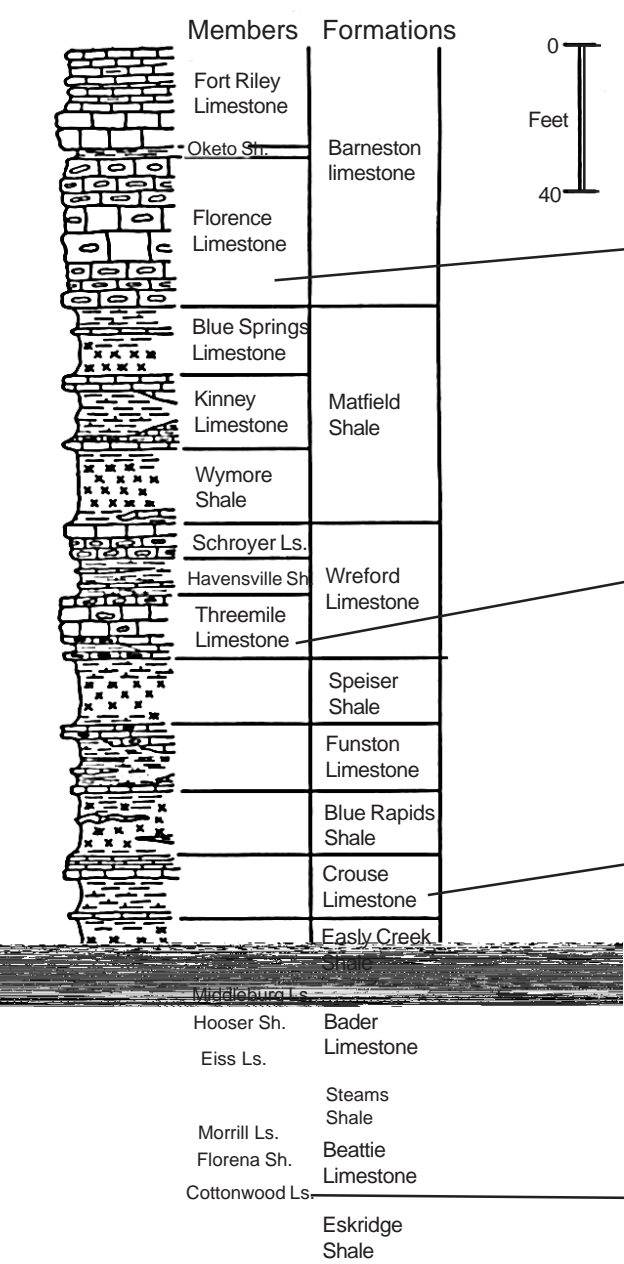 Members Formations
0
Feet
40
Fort Riley
Limestone
Oketo Sh.
Barneston
limestone
Florence
Limestone
Blue Springs
Limestone
Kinney
Limestone
Matfield
Shale
Wymore
Shale
Schroyer Ls.
Havensville Sh
Wreford
Limestone
Threemile
Limestone
Speiser
Shale
Funston
Limestone
Blue Rapids
Shale
Crouse
Limestone
Easly Creek
Shale
Middleburg Ls.
Hooser Sh.
Bader
Limestone
Eiss Ls.
Steams
Shale
Morrill Ls.
Florena Sh.
Beattie
Limestone
Cottonwood Ls.
Eskridge
Shale